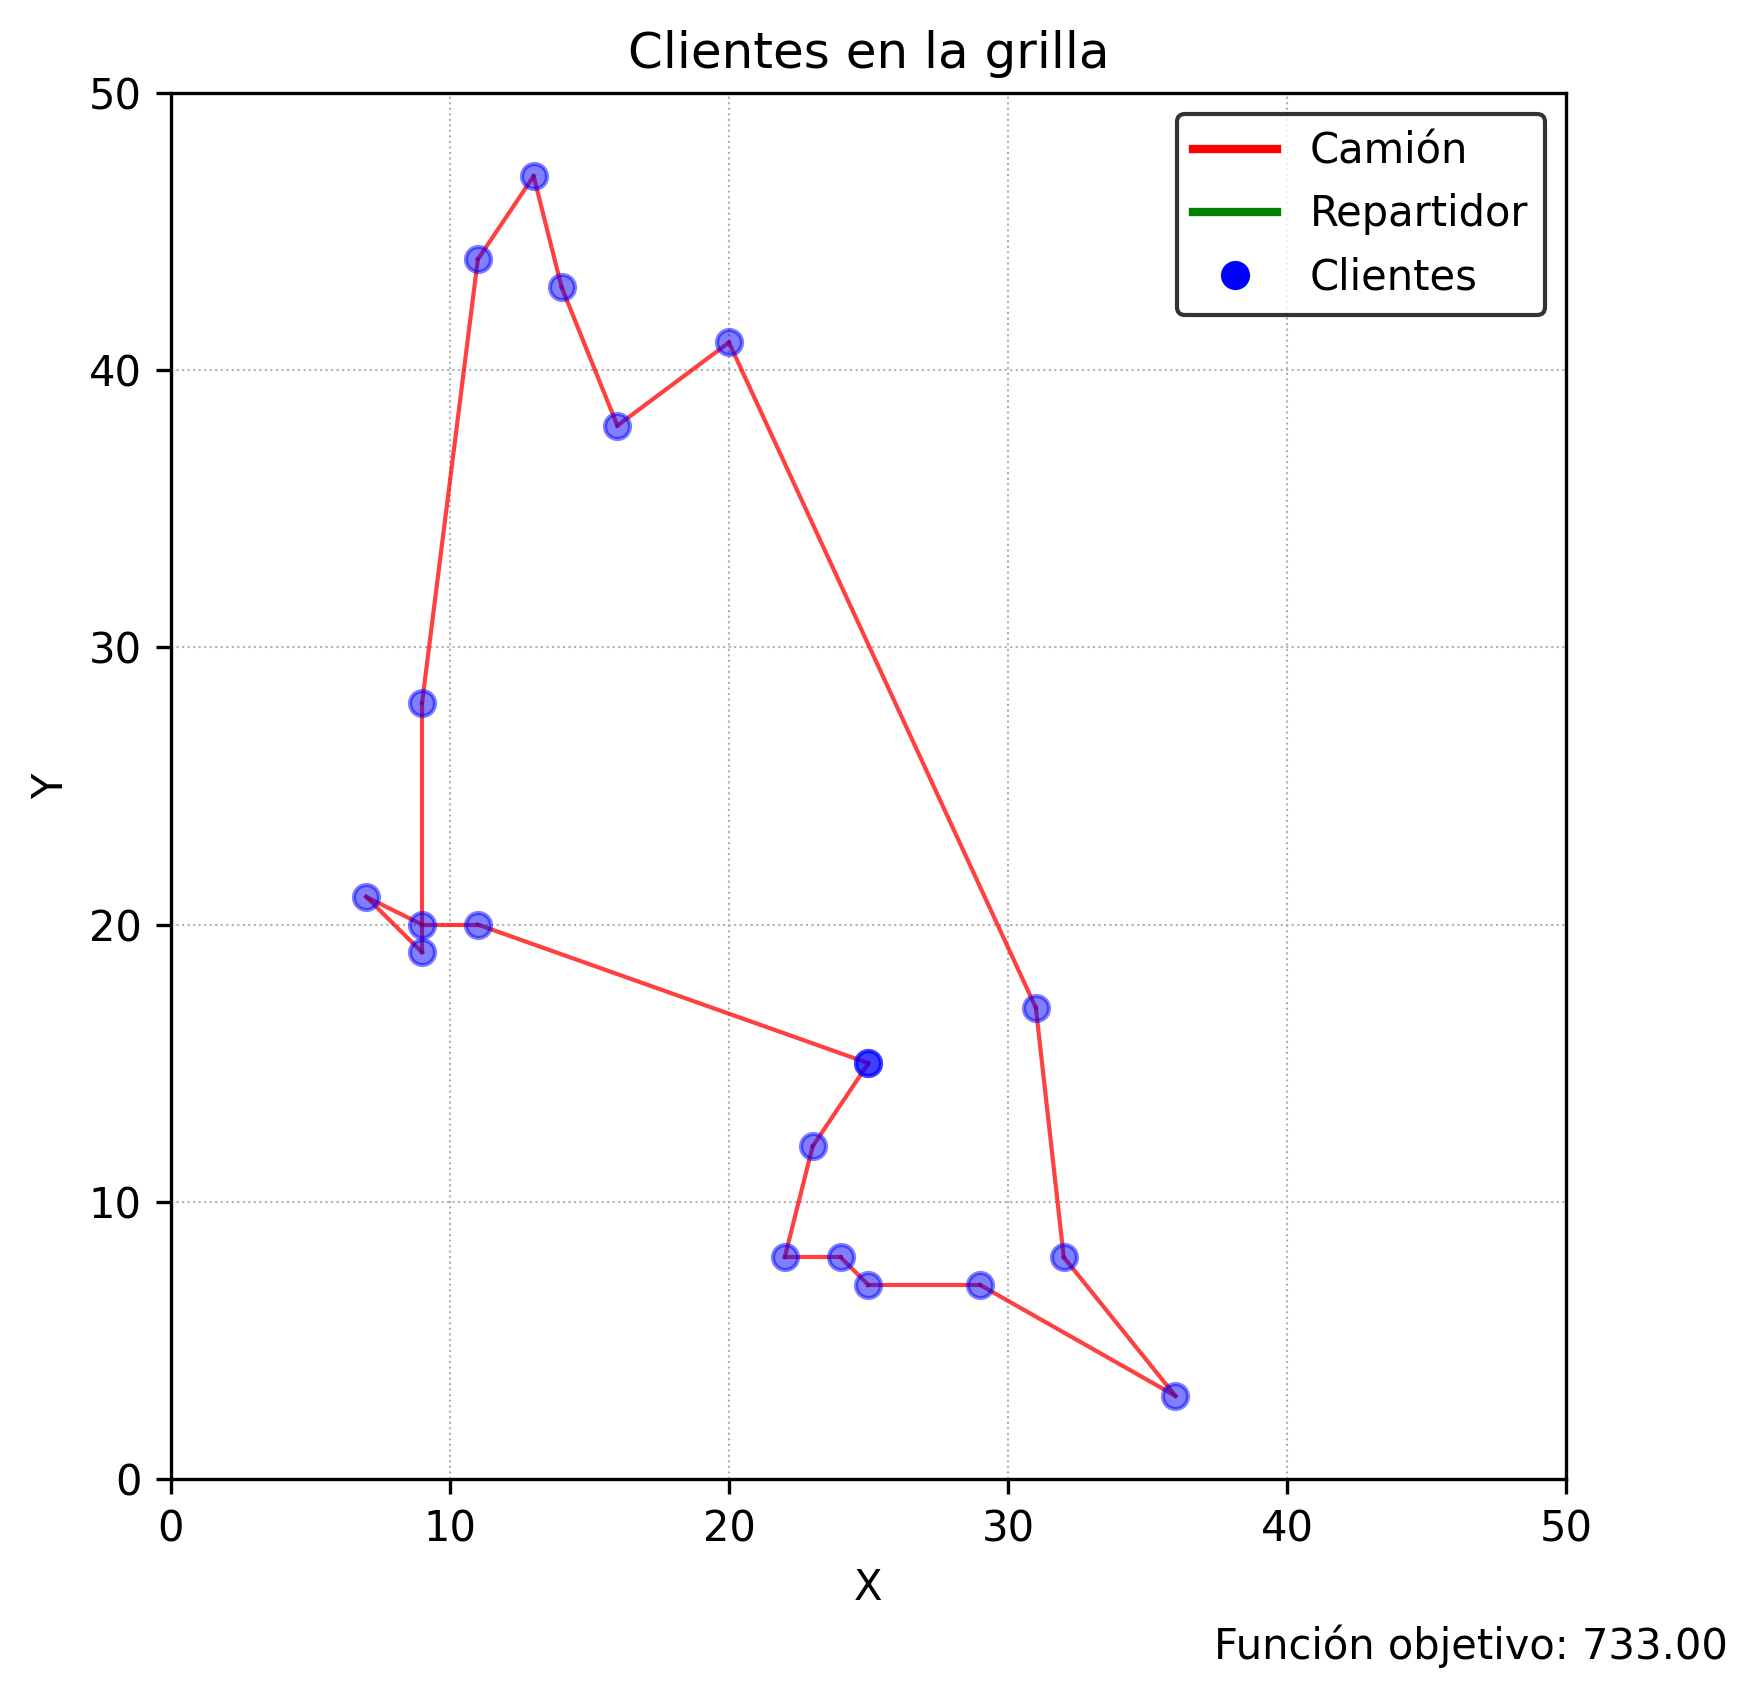 Clientes en la grilla
Camión
Repartidor
Clientes
50
40
30
20
10
0
Y
0 10 20 30 40 50
X
Función objetivo: 733.00